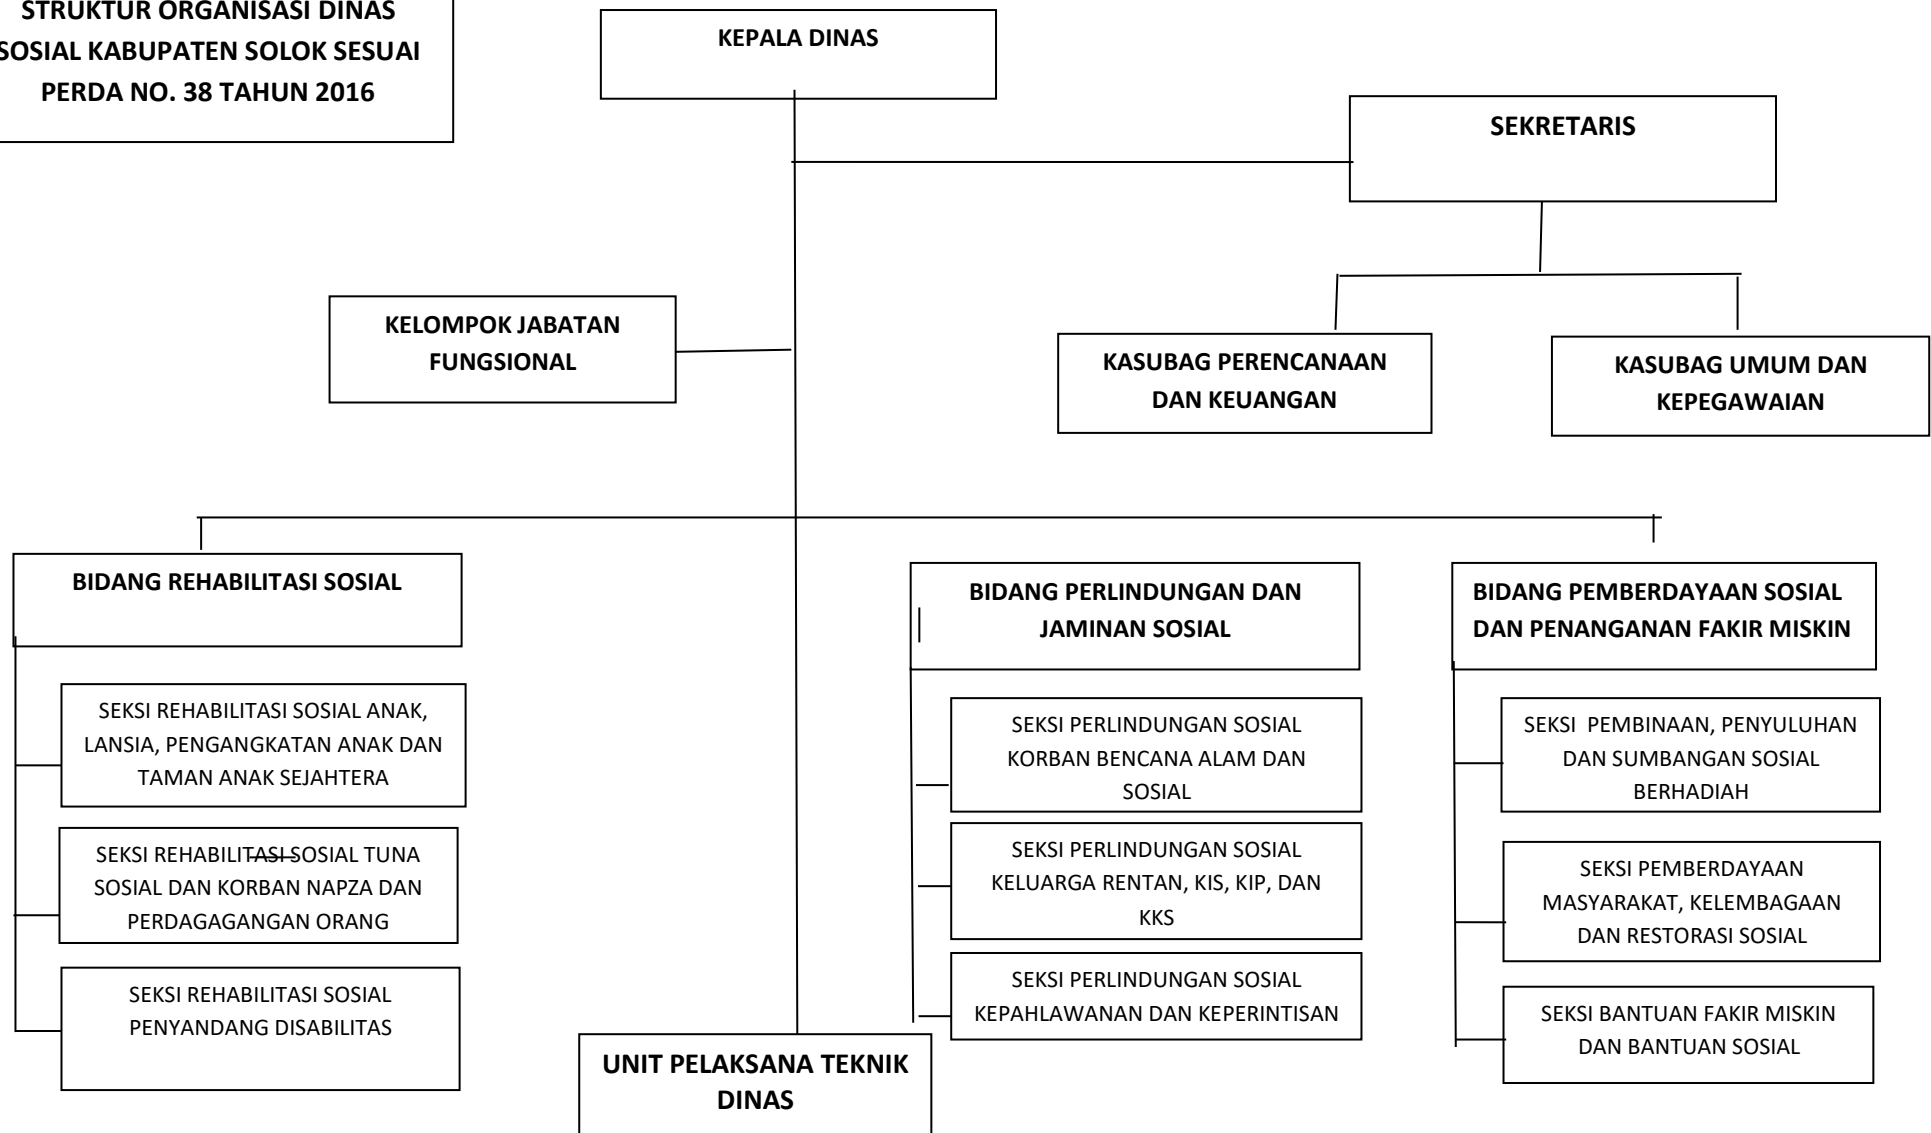 STRUKTUR ORGANISASI DINAS
SOSIAL KABUPATEN SOLOK SESUAI
PERDA NO. 38 TAHUN 2016
KEPALA DINAS
SEKRETARIS
KELOMPOK JABATAN
FUNGSIONAL
KASUBAG PERENCANAAN
DAN KEUANGAN
KASUBAG UMUM DAN
KEPEGAWAIAN
BIDANG REHABILITASI SOSIAL
SEKSI REHABILITASI SOSIAL ANAK,
LANSIA, PENGANGKATAN ANAK DAN
TAMAN ANAK SEJAHTERA
SEKSI REHABILITASI SOSIAL TUNA
SOSIAL DAN KORBAN NAPZA DAN
PERDAGAGANGAN ORANG
SEKSI REHABILITASI SOSIAL
PENYANDANG DISABILITAS
BIDANG PERLINDUNGAN DAN
JAMINAN SOSIAL
SEKSI PERLINDUNGAN SOSIAL
KORBAN BENCANA ALAM DAN
SOSIAL
SEKSI PERLINDUNGAN SOSIAL
KELUARGA RENTAN, KIS, KIP, DAN
KKS
SEKSI PERLINDUNGAN SOSIAL
KEPAHLAWANAN DAN KEPERINTISAN
BIDANG PEMBERDAYAAN SOSIAL
DAN PENANGANAN FAKIR MISKIN
SEKSI  PEMBINAAN, PENYULUHAN
DAN SUMBANGAN SOSIAL
BERHADIAH
SEKSI PEMBERDAYAAN
MASYARAKAT, KELEMBAGAAN
DAN RESTORASI SOSIAL
SEKSI BANTUAN FAKIR MISKIN
DAN BANTUAN SOSIAL
UNIT PELAKSANA TEKNIK
DINAS